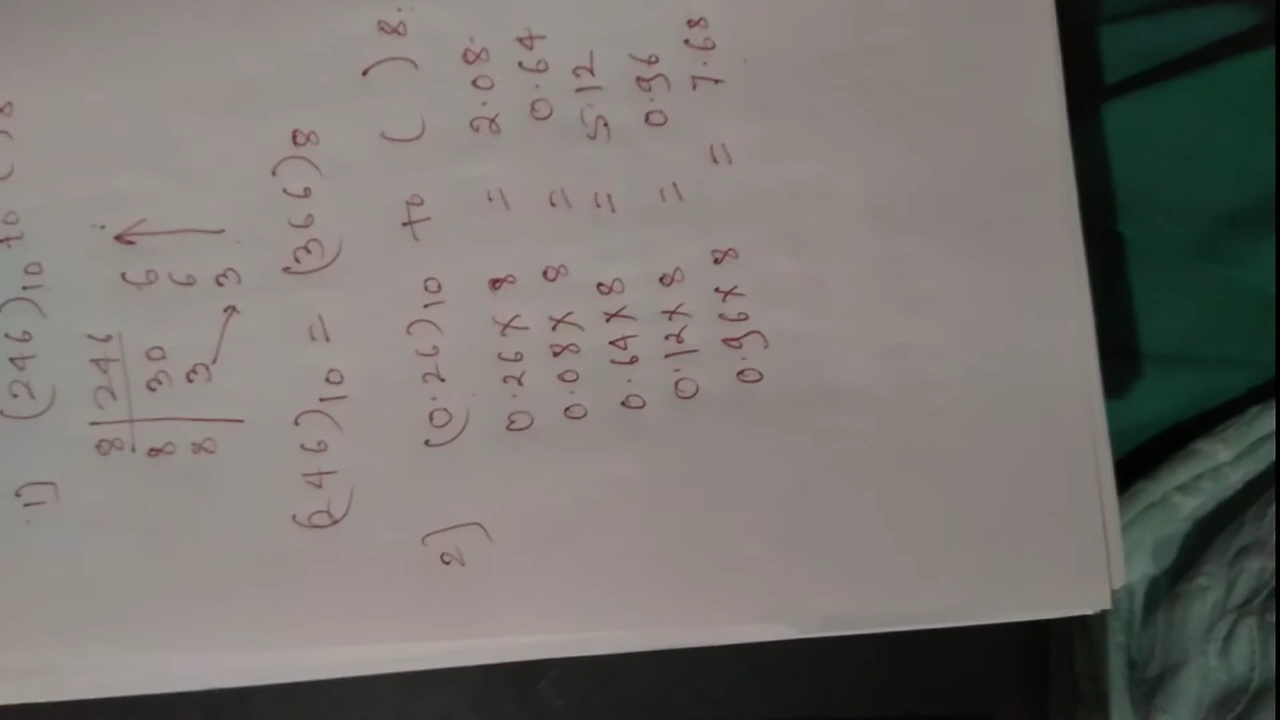 1) (246)10 to ( )8
8 246
8 30 6
8 3 6
3
(246)10 = (366)8
2) (0.26)10 to ( )8.
0.26 x 8 = 2.08
0.08 x 8 = 0.64
0.64 x 8 = 5.12
0.12 x 8 = 0.96
0.96 x 8 = 7.68